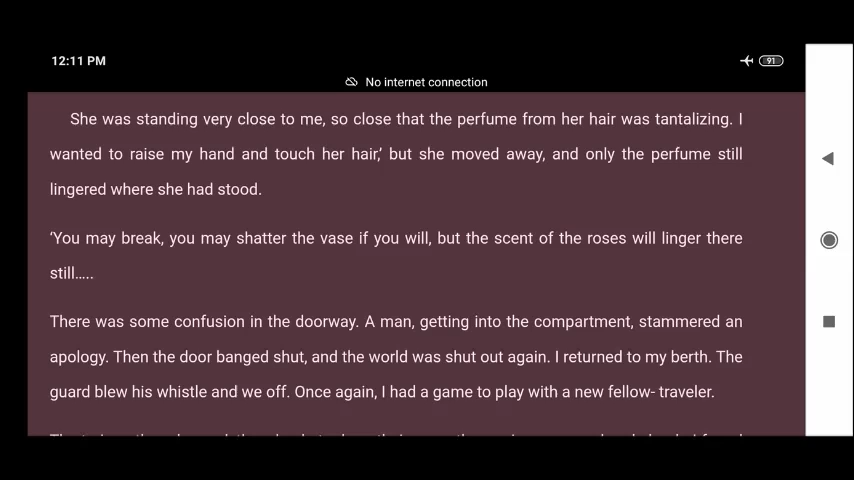 12:11 PM
91
No internet connection
She was standing very close to me, so close that the perfume from her hair was tantalizing. I
wanted to raise my hand and touch her hair,’ but she moved away, and only the perfume still
lingered where she had stood.
‘You may break, you may shatter the vase if you will, but the scent of the roses will linger there
still.....
There was some confusion in the doorway. A man, getting into the compartment, stammered an
apology. Then the door banged shut, and the world was shut out again. I returned to my berth. The
guard blew his whistle and we off. Once again, I had a game to play with a new fellow- traveler.